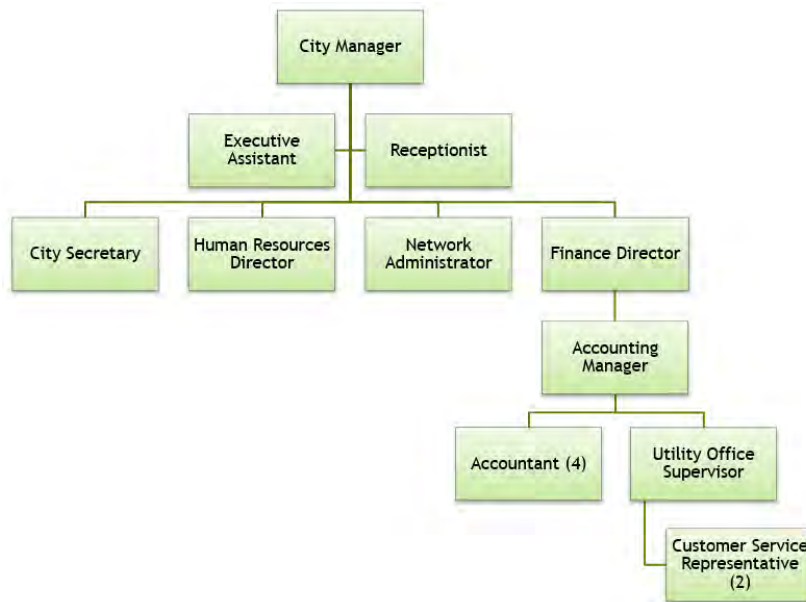 City Manager
Executive
Assistant
Receptionist
City Secretary
Human Resources
Director
Network
Administrator
Finance Director
Accounting
Manager
Accountant (4)
Utility Office
Supervisor
Customer Service
Representative
(2)